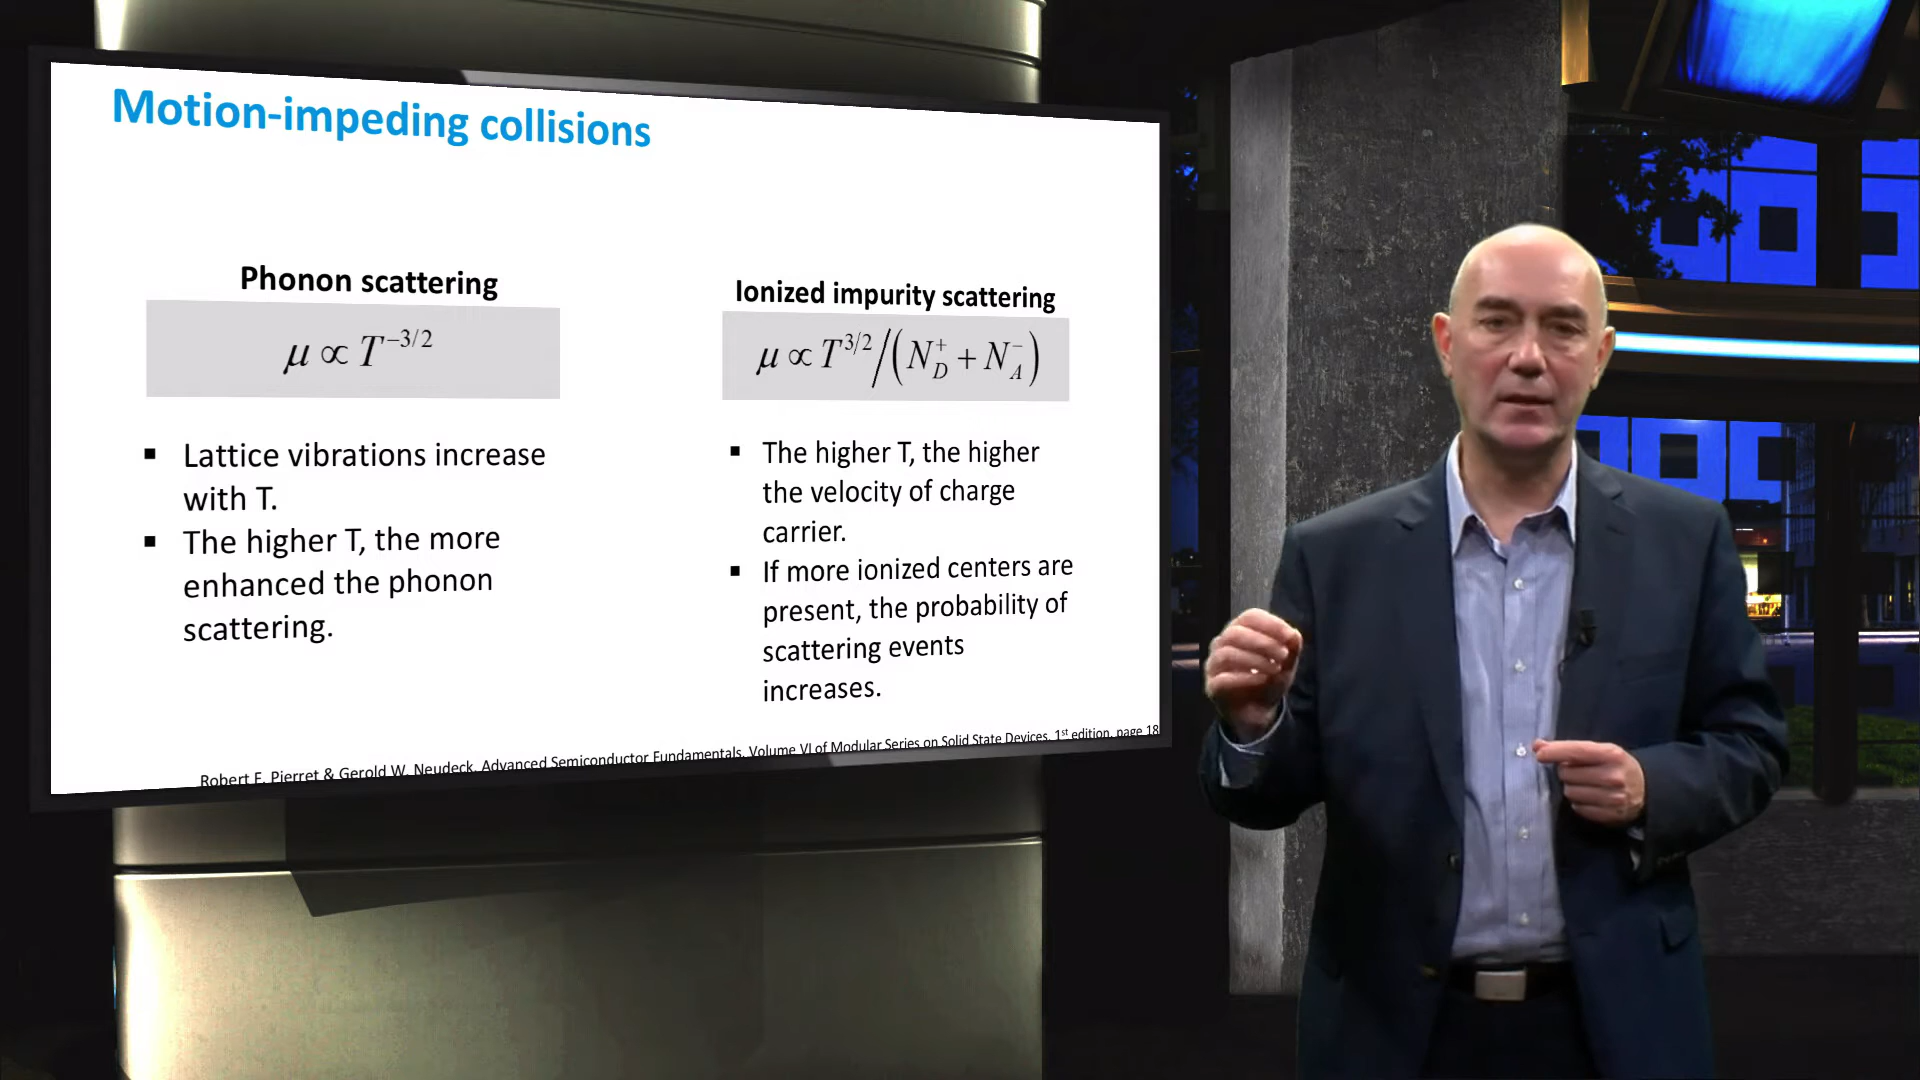 Motion-impeding collisions
Phonon scattering
μ ∝ T^{-3/2}
▪ Lattice vibrations increase
with T.
▪ The higher T, the more
enhanced the phonon
scattering.
Ionized impurity scattering
μ ∝ T^{3/2}/(N_D^+ + N_A^-)
▪ The higher T, the higher
the velocity of charge
carrier.
▪ If more ionized centers are
present, the probability of
scattering events
increases.
Robert F. Pierret & Gerold W. Neudeck, Advanced Semiconductor Fundamentals, Volume VI of Modular Series on Solid State Devices, 1st edition, page 18